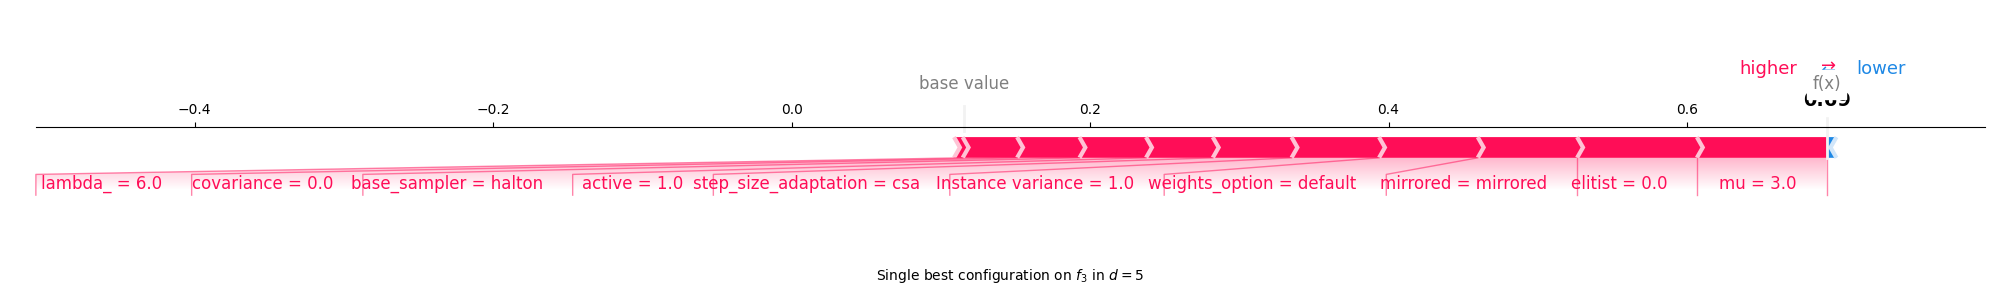 higher ⇄ lower
base value
f(x)
0.69
−0.4 −0.2 0.0 0.2 0.4 0.6
lambda_ = 6.0 covariance = 0.0 base_sampler = halton active = 1.0 step_size_adaptation = csa Instance variance = 1.0 weights_option = default mirrored = mirrored elitist = 0.0 mu = 3.0
Single best configuration on f₃ in d = 5